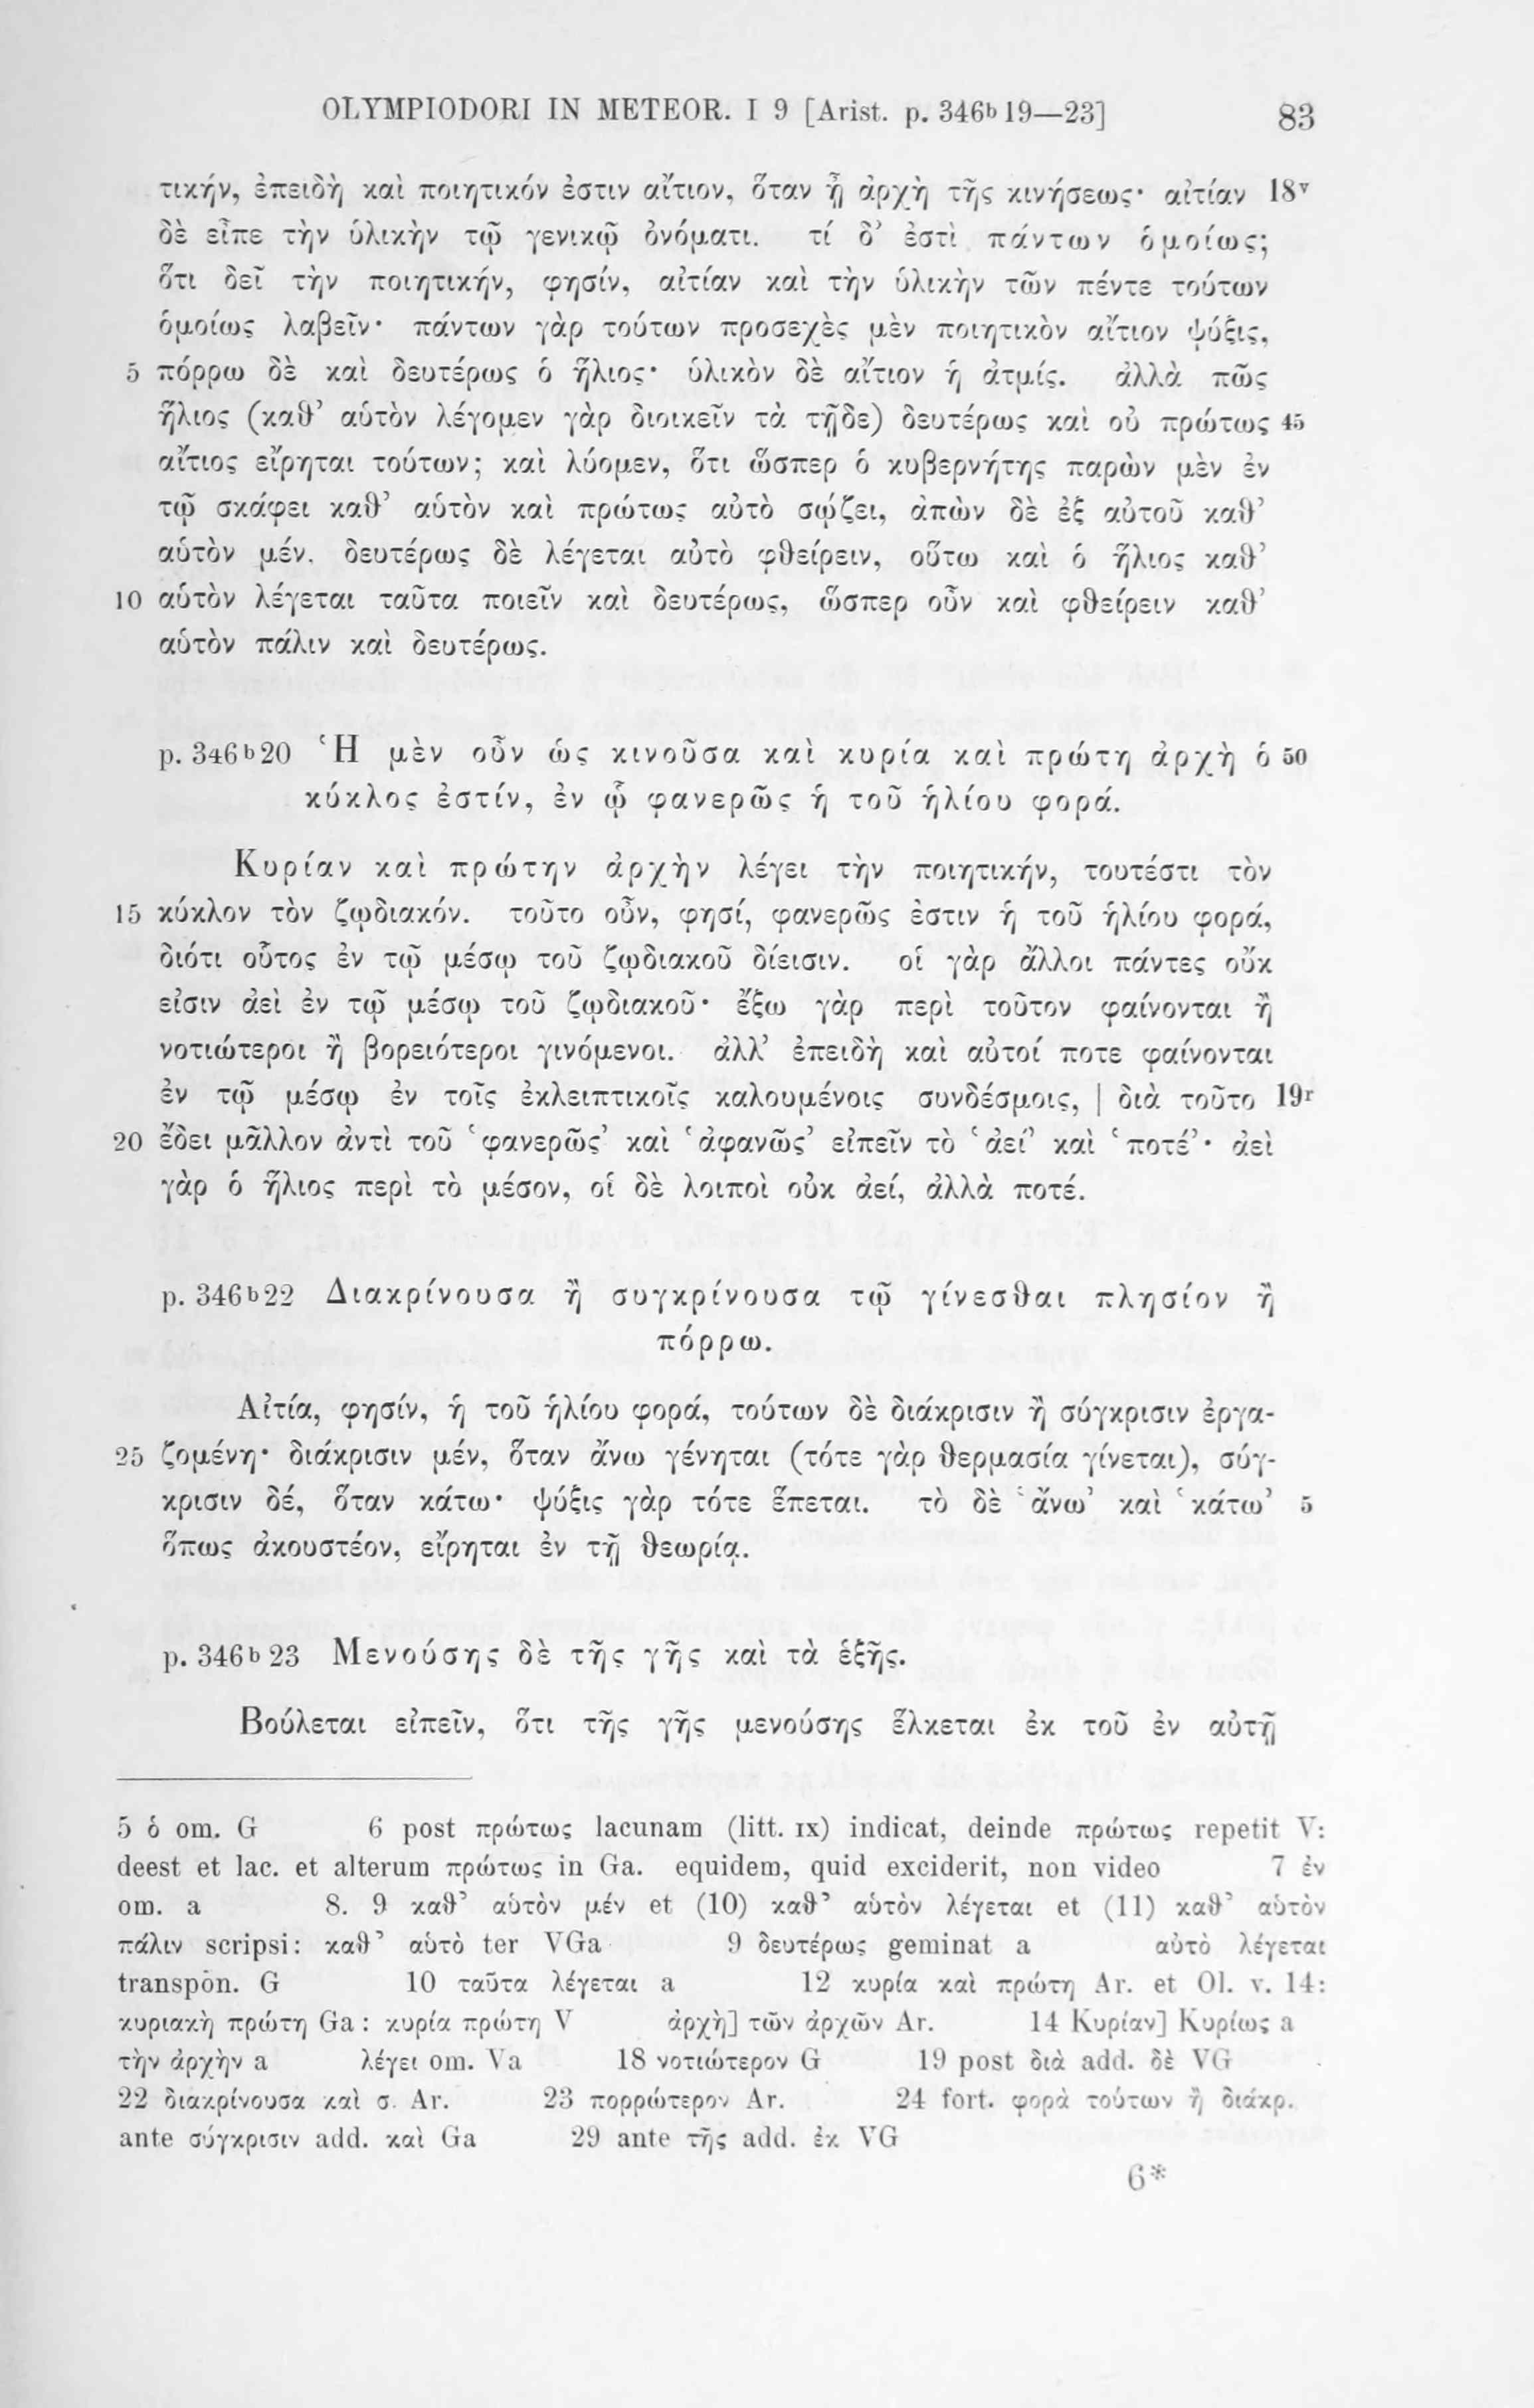 OLYMPIODORI IN METEOR. I 9 [Arist. p. 346b 19—23] 83
τικήν, ἐπειδὴ καὶ ποιητικόν ἐστιν αἴτιον, ὅταν ᾖ ἀρχὴ τῆς κινήσεως· αἰτίαν 18v
δὲ εἶπε τὴν ὑλικὴν τῷ γενικῷ ὀνόματι. τί δ’ ἐστὶ πάντων ὁμοίως;
ὅτι δεῖ τὴν ποιητικήν, φησίν, αἰτίαν καὶ τὴν ὑλικὴν τῶν πέντε τούτων
ὁμοίως λαβεῖν· πάντων γὰρ τούτων προσεχὲς μὲν ποιητικὸν αἴτιον ψύξις,
5 πόρρω δὲ καὶ δευτέρως ὁ ἥλιος· ὑλικὸν δὲ αἴτιον ἡ ἀτμίς. ἀλλὰ πῶς
ἥλιος (καθ’ αὑτὸν λέγομεν γὰρ διοικεῖν τὰ τῇδε) δευτέρως καὶ οὐ πρώτως 45
αἴτιος εἴρηται τούτων; καὶ λύομεν, ὅτι ὥσπερ ὁ κυβερνήτης παρὼν μὲν ἐν
τῷ σκάφει καθ’ αὑτὸν καὶ πρώτως αὐτὸ σῴζει, ἀπὼν δὲ ἐξ αὐτοῦ καθ’
αὑτὸν μέν, δευτέρως δὲ λέγεται αὐτὸ φθείρειν, οὕτω καὶ ὁ ἥλιος καθ’
10 αὑτὸν λέγεται ταῦτα ποιεῖν καὶ δευτέρως, ὥσπερ οὖν καὶ φθείρειν καθ’
αὑτὸν πάλιν καὶ δευτέρως.
p. 346b20 Ἡ μὲν οὖν ὡς κινοῦσα καὶ κυρία καὶ πρώτη ἀρχὴ ὁ 50
κύκλος ἐστίν, ἐν ᾧ φανερῶς ἡ τοῦ ἡλίου φορά.
Κυρίαν καὶ πρώτην ἀρχὴν λέγει τὴν ποιητικήν, τουτέστι τὸν
15 κύκλον τὸν ζῳδιακόν. τοῦτο οὖν, φησί, φανερῶς ἐστιν ἡ τοῦ ἡλίου φορά,
διότι οὗτος ἐν τῷ μέσῳ τοῦ ζῳδιακοῦ δίεισιν. οἱ γὰρ ἄλλοι πάντες οὔκ
εἰσιν ἀεὶ ἐν τῷ μέσῳ τοῦ ζῳδιακοῦ· ἔξω γὰρ περὶ τοῦτον φαίνονται ἢ
νοτιώτεροι ἢ βορειότεροι γινόμενοι. ἀλλ’ ἐπειδὴ καὶ αὐτοί ποτε φαίνονται
ἐν τῷ μέσῳ ἐν τοῖς ἐκλειπτικοῖς καλουμένοις συνδέσμοις, | διὰ τοῦτο 19r
20 ἔδει μᾶλλον ἀντὶ τοῦ ‘φανερῶς’ καὶ ‘ἀφανῶς’ εἰπεῖν τὸ ‘ἀεί’ καὶ ‘ποτέ’· ἀεὶ
γὰρ ὁ ἥλιος περὶ τὸ μέσον, οἱ δὲ λοιποὶ οὐκ ἀεί, ἀλλὰ ποτέ.
p. 346b22 Διακρίνουσα ἢ συγκρίνουσα τῷ γίνεσθαι πλησίον ἢ
πόρρω.
Αἰτία, φησίν, ἡ τοῦ ἡλίου φορά, τούτων δὲ διάκρισιν ἢ σύγκρισιν ἐργα-
25 ζομένη· διάκρισιν μέν, ὅταν ἄνω γένηται (τότε γὰρ θερμασία γίνεται), σύγ-
κρισιν δέ, ὅταν κάτω· ψύξις γὰρ τότε ἕπεται. τὸ δὲ ‘ἄνω’ καὶ ‘κάτω’ 5
ὅπως ἀκουστέον, εἴρηται ἐν τῇ θεωρίᾳ.
p. 346b 23 Μενούσης δὲ τῆς γῆς καὶ τὰ ἑξῆς.
Βούλεται εἰπεῖν, ὅτι τῆς γῆς μενούσης ἕλκεται ἐκ τοῦ ἐν αὐτῇ
5 ὁ om. G 6 post πρώτως lacunam (litt. IX) indicat, deinde πρώτως repetit V:
deest et lac. et alterum πρώτως in Ga. equidem, quid exciderit, non video 7 ἐν
om. a 8. 9 καθ’ αὑτὸν μέν et (10) καθ’ αὑτὸν λέγεται et (11) καθ’ αὑτὸν
πάλιν scripsi: καθ’ αὑτὸ ter VGa 9 δευτέρως geminat a αὐτὸ λέγεται
transpon. G 10 ταῦτα λέγεται a 12 κυρία καὶ πρώτη Ar. et Ol. v. 14:
κυριακὴ πρώτη Ga: κυρία πρώτη V ἀρχὴ] τῶν ἀρχῶν Ar. 14 Κυρίαν] Κυρίως a
τὴν ἀρχὴν a λέγει om. Va 18 νοτιώτερον G 19 post διὰ add. δὲ VG
22 διακρίνουσα καὶ σ. Ar. 23 πορρώτερον Ar. 24 fort. φορὰ τούτων ἢ διάκρ.
ante σύγκρισιν add. καὶ Ga 29 ante τῆς add. ἐκ VG
6*